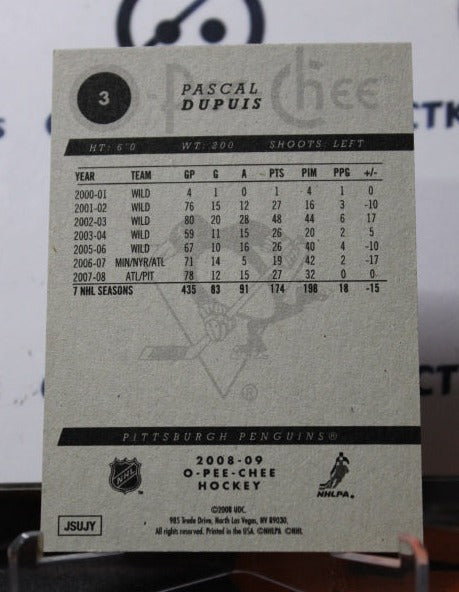 O-Pee-Chee
3
PASCAL
DUPUIS
HT: 6'0 WT: 200 SHOOTS: LEFT
YEAR TEAM GP G A PTS PIM PPG +/-
2000-01 WILD 4 1 0 1 4 1 0
2001-02 WILD 76 15 12 27 16 3 -10
2002-03 WILD 80 20 28 48 44 6 17
2003-04 WILD 59 11 15 26 20 2 5
2005-06 WILD 67 10 16 26 40 4 -10
2006-07 MIN/NYR/ATL 71 14 5 19 42 2 -17
2007-08 ATL/PIT 78 12 15 27 32 0 0
7 NHL SEASONS 435 83 91 174 198 18 -15
®
PITTSBURGH PENGUINS®
2008-09
O-PEE-CHEE
HOCKEY
NHL
NHLPA®
©2008 UDC.
985 Trade Drive, North Las Vegas, NV 89030.
All rights reserved. Printed in the USA. ©NHLPA ©NHL
JSUJY